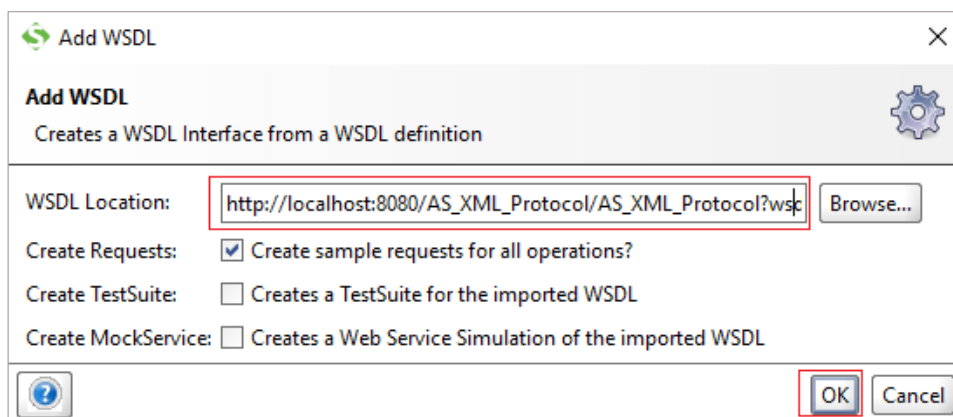 Add WSDL
Add WSDL
Creates a WSDL Interface from a WSDL definition
WSDL Location: http://localhost:8080/AS_XML_Protocol/AS_XML_Protocol?wsd Browse...
Create Requests: Create sample requests for all operations?
Create TestSuite: Creates a TestSuite for the imported WSDL
Create MockService: Creates a Web Service Simulation of the imported WSDL
? OK Cancel